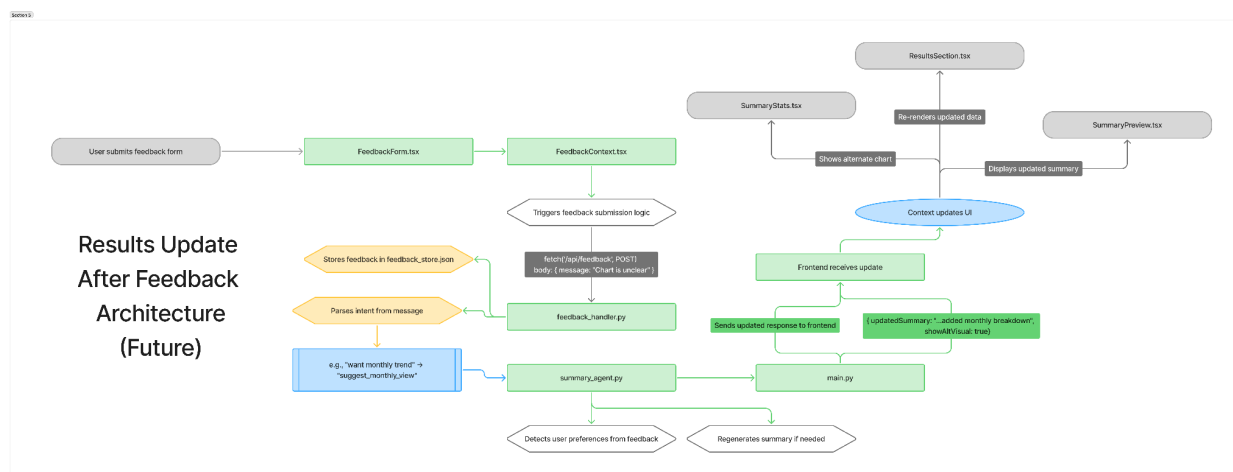 Section 5
ResultsSection.tsx
SummaryStats.tsx
Re-renders updated data
SummaryPreview.tsx
User submits feedback form
FeedbackForm.tsx
FeedbackContext.tsx
Shows alternate chart
Displays updated summary
Triggers feedback submission logic
Context updates UI
Results Update
After Feedback
Architecture
(Future)
Stores feedback in feedback_store.json
fetch('/api/feedback', POST)
body: { message: "Chart is unclear" }
Frontend receives update
Parses intent from message
feedback_handler.py
Sends updated response to frontend
{ updatedSummary: "...added monthly breakdown",
showAltVisual: true}
e.g., "want monthly trend" →
"suggest_monthly_view"
summary_agent.py
main.py
Detects user preferences from feedback
Regenerates summary if needed